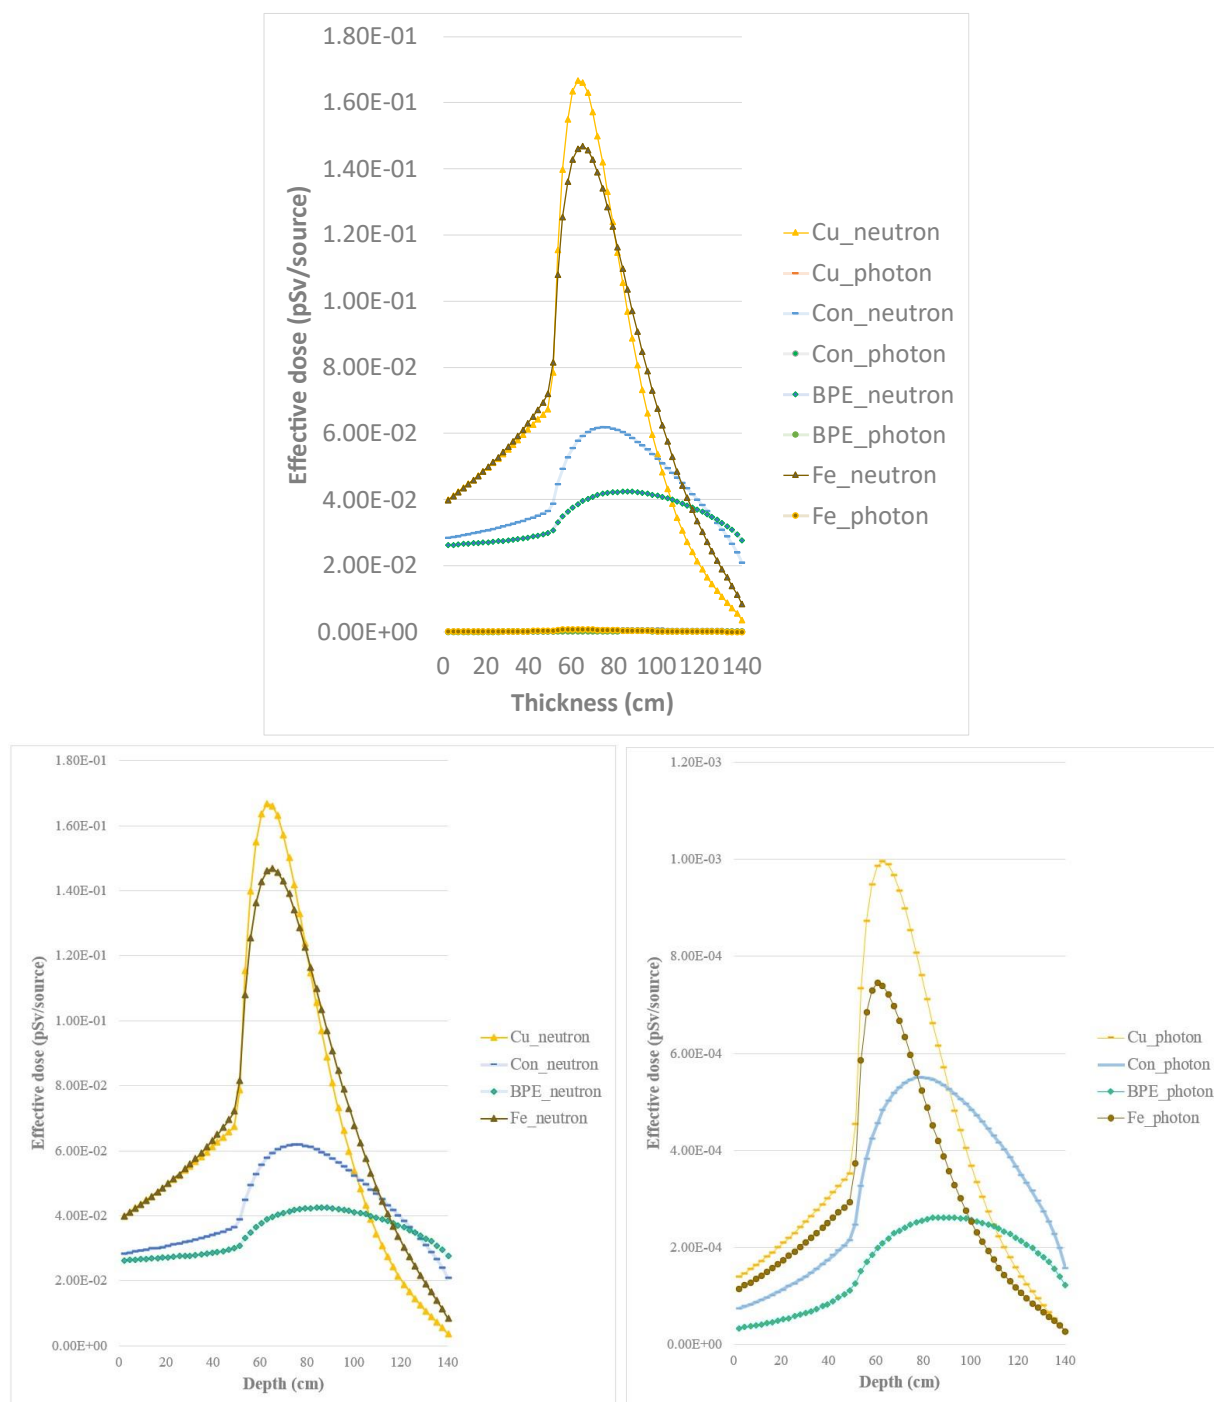 1.80E-01
1.60E-01
1.40E-01
1.20E-01
1.00E-01
8.00E-02
6.00E-02
4.00E-02
2.00E-02
0.00E+00
Effective dose (pSv/source)
0 20 40 60 80 100 120 140
Thickness (cm)
Cu_neutron
Cu_photon
Con_neutron
Con_photon
BPE_neutron
BPE_photon
Fe_neutron
Fe_photon
1.80E-01
1.60E-01
1.40E-01
1.20E-01
1.00E-01
8.00E-02
6.00E-02
4.00E-02
2.00E-02
0.00E+00
Effective dose (pSv/source)
0 20 40 60 80 100 120 140
Depth (cm)
Cu_neutron
Con_neutron
BPE_neutron
Fe_neutron
1.20E-03
1.00E-03
8.00E-04
6.00E-04
4.00E-04
2.00E-04
0.00E+00
Effective dose (pSv/source)
0 20 40 60 80 100 120 140
Depth (cm)
Cu_photon
Con_photon
BPE_photon
Fe_photon